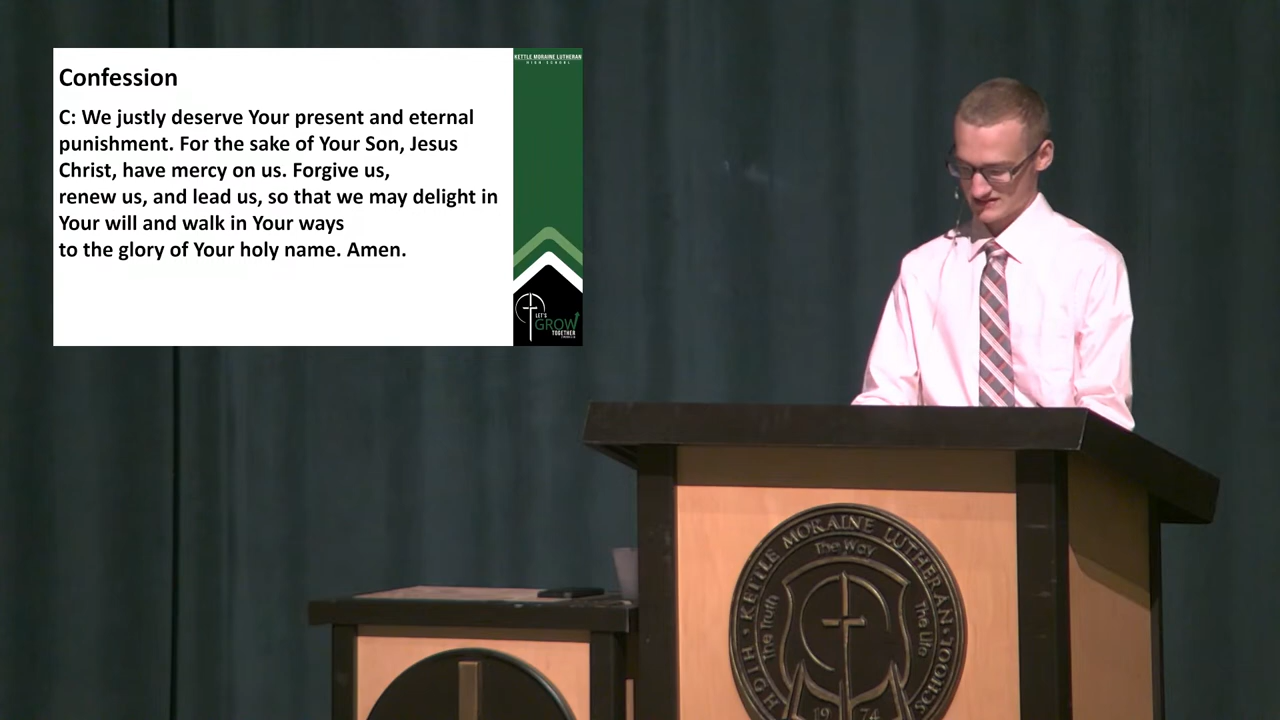 Confession
C: We justly deserve Your present and eternal
punishment. For the sake of Your Son, Jesus
Christ, have mercy on us. Forgive us,
renew us, and lead us, so that we may delight in
Your will and walk in Your ways
to the glory of Your holy name. Amen.
KETTLE MORAINE LUTHERAN
HIGH SCHOOL
LET'S
GROW
TOGETHER
KETTLE MORAINE LUTHERAN
HIGH SCHOOL
The Way
The Truth
The Life
19 74